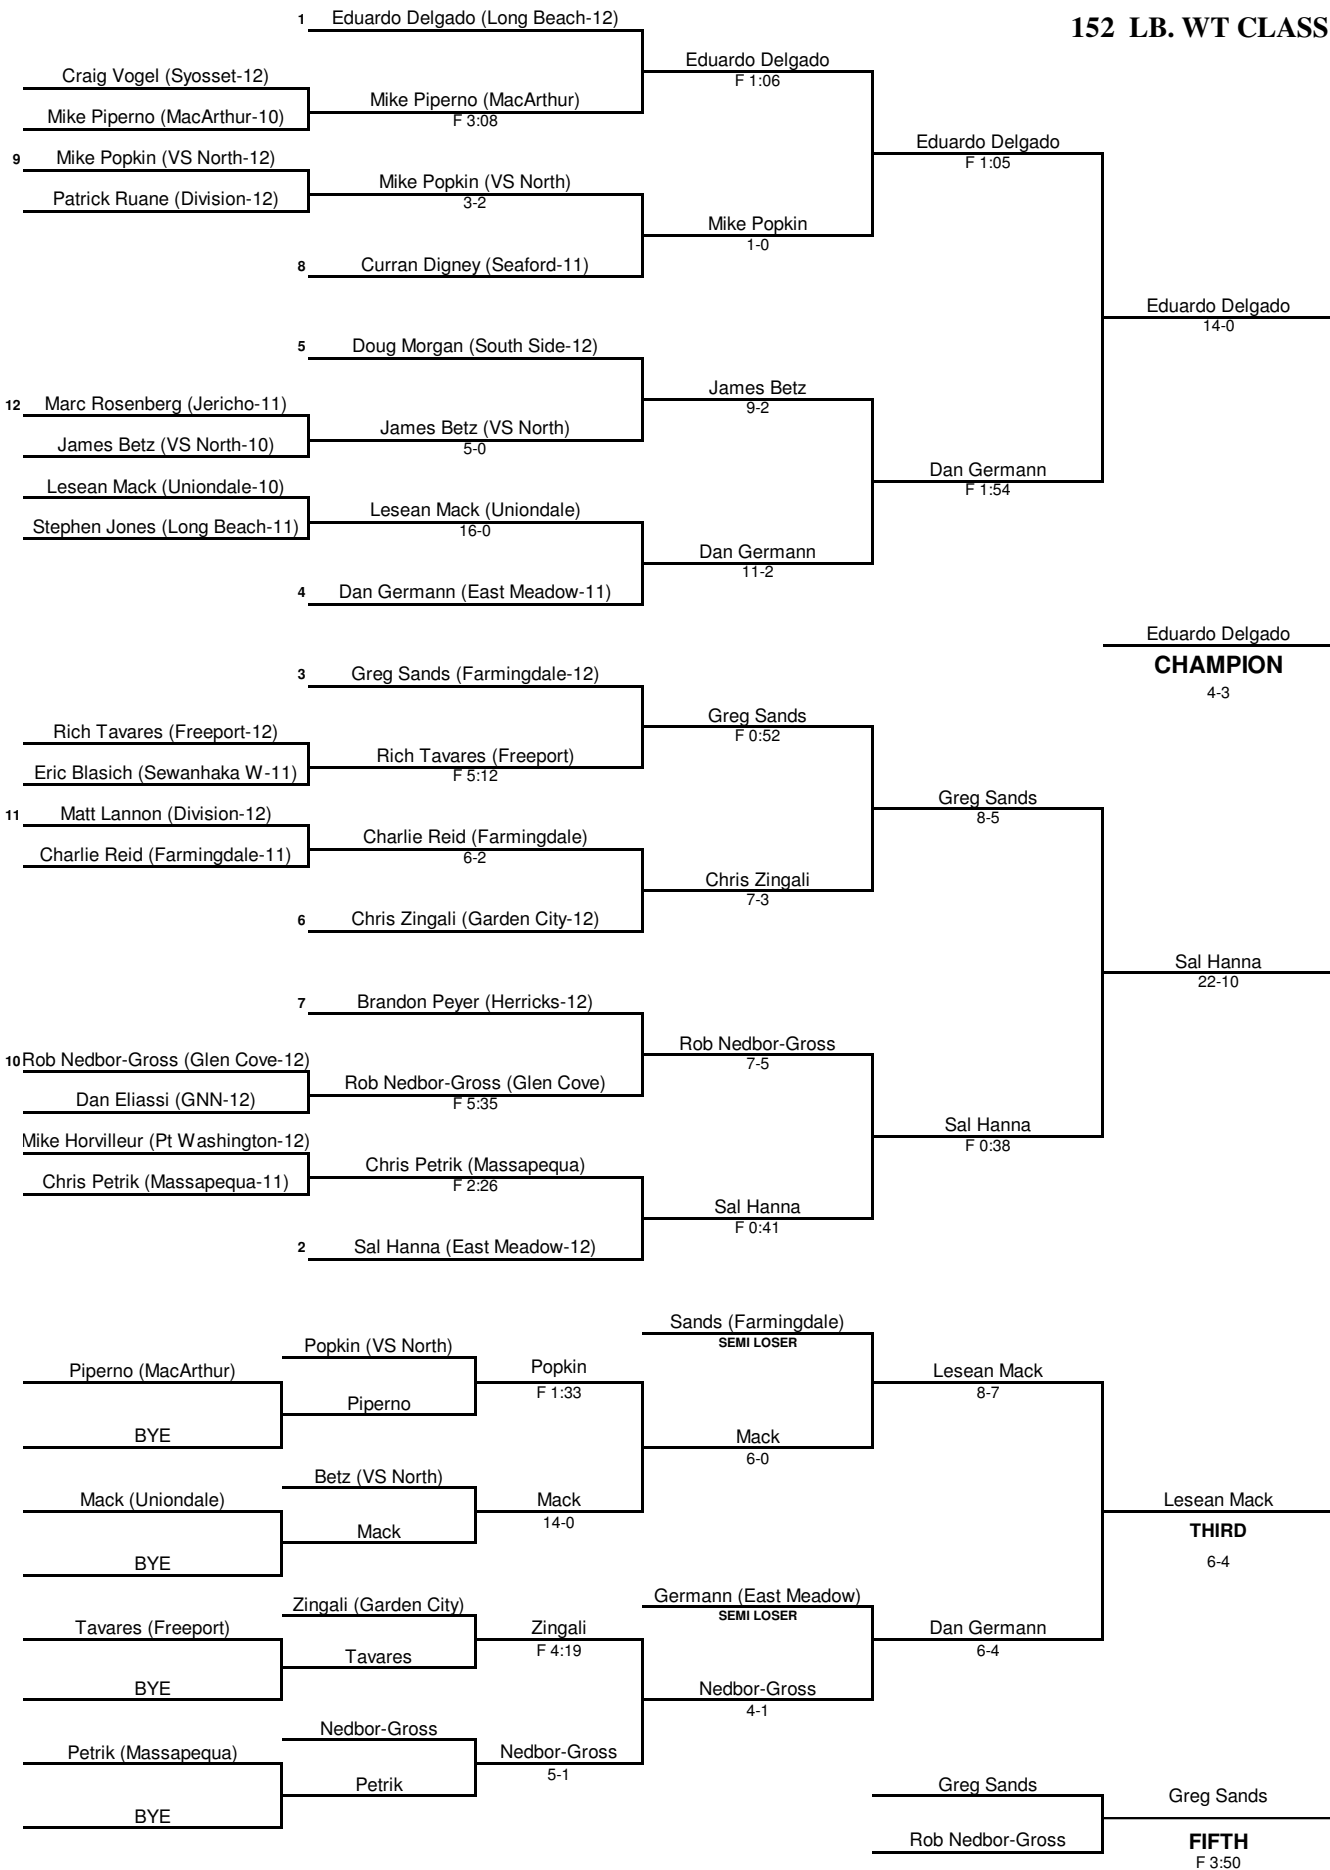 152 LB. WT CLASS
1 Eduardo Delgado (Long Beach-12)
Eduardo Delgado
F 1:06
Craig Vogel (Syosset-12)
Mike Piperno (MacArthur)
F 3:08
Mike Piperno (MacArthur-10)
Eduardo Delgado
F 1:05
9 Mike Popkin (VS North-12)
Mike Popkin (VS North)
3-2
Patrick Ruane (Division-12)
Mike Popkin
1-0
8 Curran Digney (Seaford-11)
Eduardo Delgado
14-0
5 Doug Morgan (South Side-12)
James Betz
9-2
12 Marc Rosenberg (Jericho-11)
James Betz (VS North)
5-0
James Betz (VS North-10)
Dan Germann
F 1:54
Lesean Mack (Uniondale-10)
Lesean Mack (Uniondale)
16-0
Stephen Jones (Long Beach-11)
Dan Germann
11-2
4 Dan Germann (East Meadow-11)
Eduardo Delgado
CHAMPION
4-3
3 Greg Sands (Farmingdale-12)
Greg Sands
F 0:52
Rich Tavares (Freeport-12)
Rich Tavares (Freeport)
F 5:12
Eric Blasich (Sewanhaka W-11)
Greg Sands
8-5
11 Matt Lannon (Division-12)
Charlie Reid (Farmingdale)
6-2
Charlie Reid (Farmingdale-11)
Chris Zingali
7-3
6 Chris Zingali (Garden City-12)
Sal Hanna
22-10
7 Brandon Peyer (Herricks-12)
Rob Nedbor-Gross
7-5
10 Rob Nedbor-Gross (Glen Cove-12)
Rob Nedbor-Gross (Glen Cove)
F 5:35
Dan Eliassi (GNN-12)
Sal Hanna
F 0:38
Mike Horvilleur (Pt Washington-12)
Chris Petrik (Massapequa)
F 2:26
Chris Petrik (Massapequa-11)
Sal Hanna
F 0:41
2 Sal Hanna (East Meadow-12)
Sands (Farmingdale)
SEMI LOSER
Popkin (VS North)
Piperno (MacArthur)
Popkin
F 1:33
Lesean Mack
8-7
Piperno
BYE
Mack
6-0
Betz (VS North)
Mack (Uniondale)
Mack
14-0
Lesean Mack
THIRD
6-4
Mack
BYE
Germann (East Meadow)
SEMI LOSER
Zingali (Garden City)
Tavares (Freeport)
Zingali
F 4:19
Dan Germann
6-4
Tavares
BYE
Nedbor-Gross
4-1
Nedbor-Gross
Petrik (Massapequa)
Nedbor-Gross
5-1
Petrik
BYE
Greg Sands
Greg Sands
Rob Nedbor-Gross
FIFTH
F 3:50